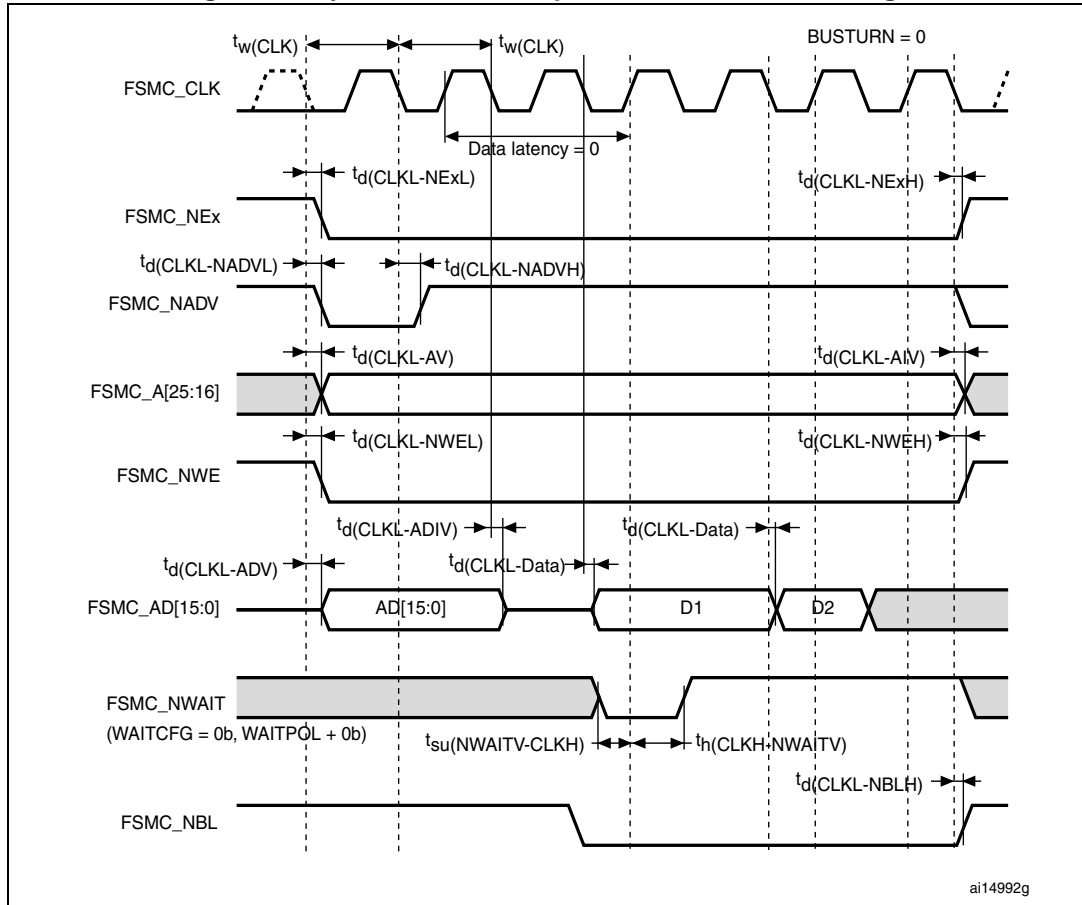 BUSTURN = 0
tw(CLK) tw(CLK)
FSMC_CLK
Data latency = 0
td(CLKL-NExL) td(CLKL-NExH)
FSMC_NEx
td(CLKL-NADVL) td(CLKL-NADVH)
FSMC_NADV
td(CLKL-AV) td(CLKL-AIV)
FSMC_A[25:16]
td(CLKL-NWEL) td(CLKL-NWEH)
FSMC_NWE
td(CLKL-ADIV) td(CLKL-Data)
td(CLKL-ADV) td(CLKL-Data)
FSMC_AD[15:0] AD[15:0] D1 D2
FSMC_NWAIT
(WAITCFG = 0b, WAITPOL + 0b)
tsu(NWAITV-CLKH) th(CLKH-NWAITV)
td(CLKL-NBLH)
FSMC_NBL
ai14992g